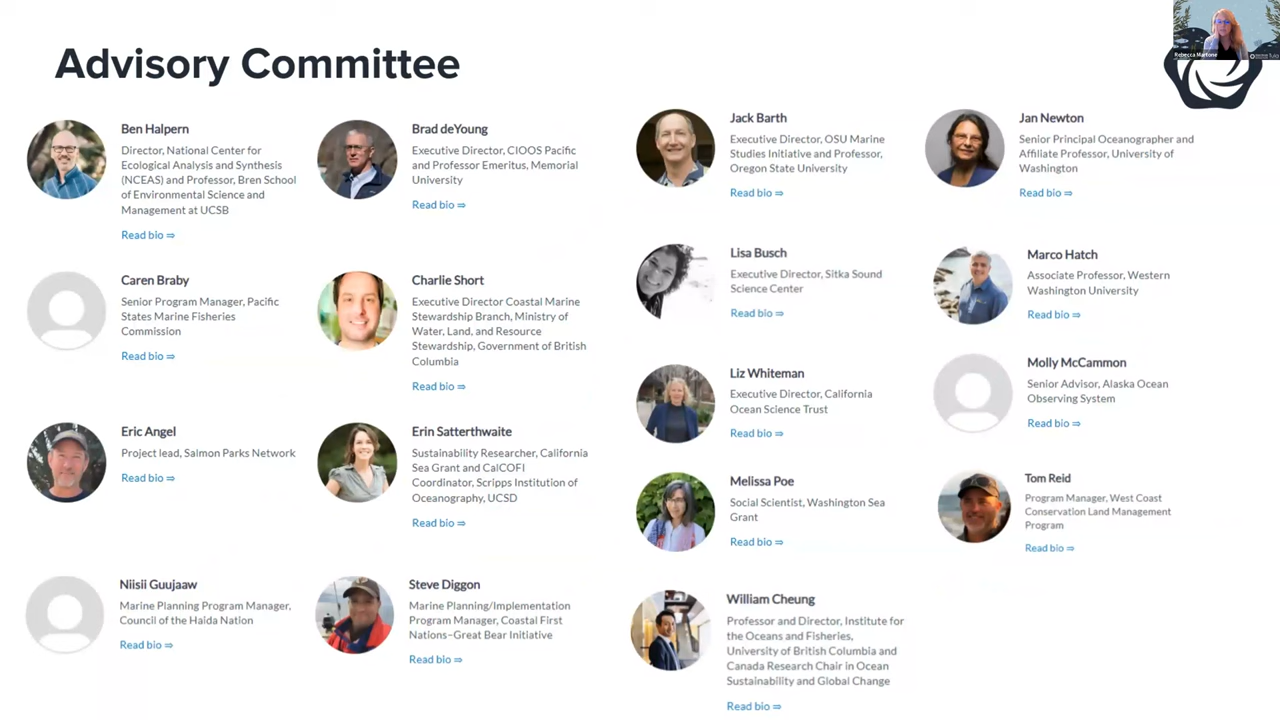 Advisory Committee
Rebecca Martone
Ben Halpern
Director, National Center for
Ecological Analysis and Synthesis
(NCEAS) and Professor, Bren School
of Environmental Science and
Management at UCSB
Read bio ⇒
Brad deYoung
Executive Director, CIOOS Pacific
and Professor Emeritus, Memorial
University
Read bio ⇒
Jack Barth
Executive Director, OSU Marine
Studies Initiative and Professor,
Oregon State University
Read bio ⇒
Jan Newton
Senior Principal Oceanographer and
Affiliate Professor, University of
Washington
Read bio ⇒
Caren Braby
Senior Program Manager, Pacific
States Marine Fisheries
Commission
Read bio ⇒
Charlie Short
Executive Director Coastal Marine
Stewardship Branch, Ministry of
Water, Land, and Resource
Stewardship, Government of British
Columbia
Read bio ⇒
Lisa Busch
Executive Director, Sitka Sound
Science Center
Read bio ⇒
Marco Hatch
Associate Professor, Western
Washington University
Read bio ⇒
Liz Whiteman
Executive Director, California
Ocean Science Trust
Read bio ⇒
Molly McCammon
Senior Advisor, Alaska Ocean
Observing System
Read bio ⇒
Eric Angel
Project lead, Salmon Parks Network
Read bio ⇒
Erin Satterthwaite
Sustainability Researcher, California
Sea Grant and CalCOFI
Coordinator, Scripps Institution of
Oceanography, UCSD
Read bio ⇒
Melissa Poe
Social Scientist, Washington Sea
Grant
Read bio ⇒
Tom Reid
Program Manager, West Coast
Conservation Land Management
Program
Read bio ⇒
Niisii Guujaaw
Marine Planning Program Manager,
Council of the Haida Nation
Read bio ⇒
Steve Diggon
Marine Planning/Implementation
Program Manager, Coastal First
Nations–Great Bear Initiative
Read bio ⇒
William Cheung
Professor and Director, Institute for
the Oceans and Fisheries,
University of British Columbia and
Canada Research Chair in Ocean
Sustainability and Global Change
Read bio ⇒